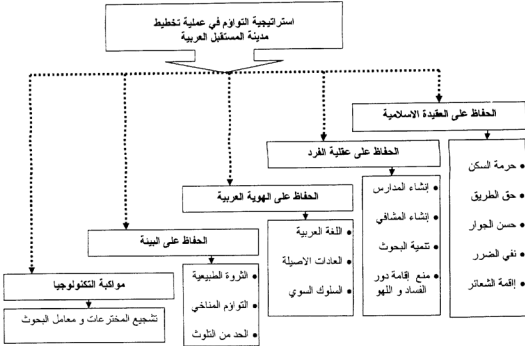 استراتيجية التواؤم في عملية تخطيط
مدينة المستقبل العربية
الحفاظ على العقيدة الاسلامية
حرمة السكن
حق الطريق
حسن الجوار
نفي الضرر
إقمة الشعائر
الحفاظ على عقلية الفرد
إنشاء المدارس
إنشاء المشافي
تنمية البحوث
منع إقامة دور
الفساد و اللهو
الحفاظ على الهوية العربية
اللغة العربية
العادات الاصيلة
السلوك السوي
الحفاظ على البيئة
الثروة الطبيعية
التواؤم المناخي
الحد من التلوث
مواكبة التكنولوجيا
تشجيع المخترعات و معامل البحوث